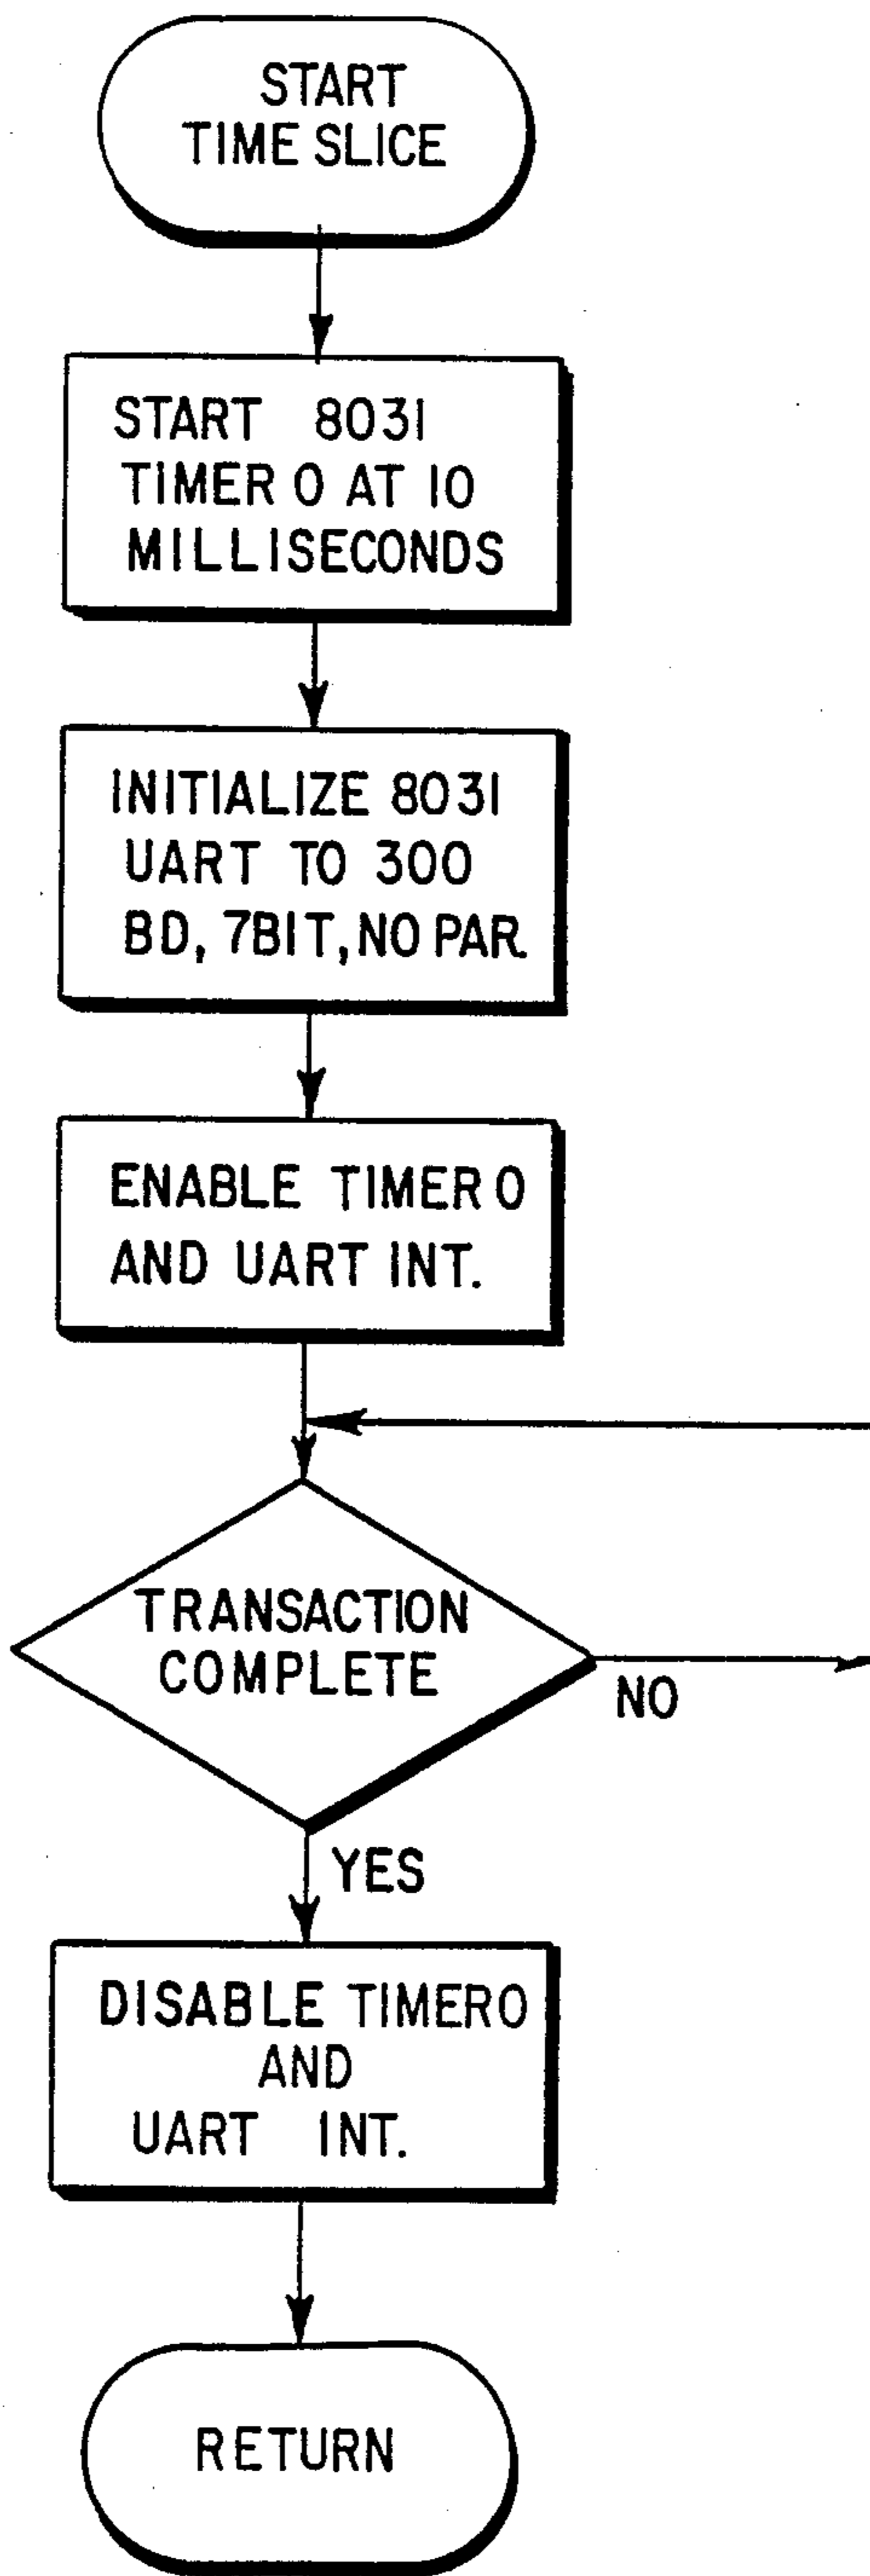 START
TIME SLICE
START 8031
TIMER 0 AT 10
MILLISECONDS
INITIALIZE 8031
UART TO 300
BD, 7BIT, NO PAR.
ENABLE TIMER 0
AND UART INT.
TRANSACTION
COMPLETE
NO
YES
DISABLE TIMER0
AND
UART INT.
RETURN